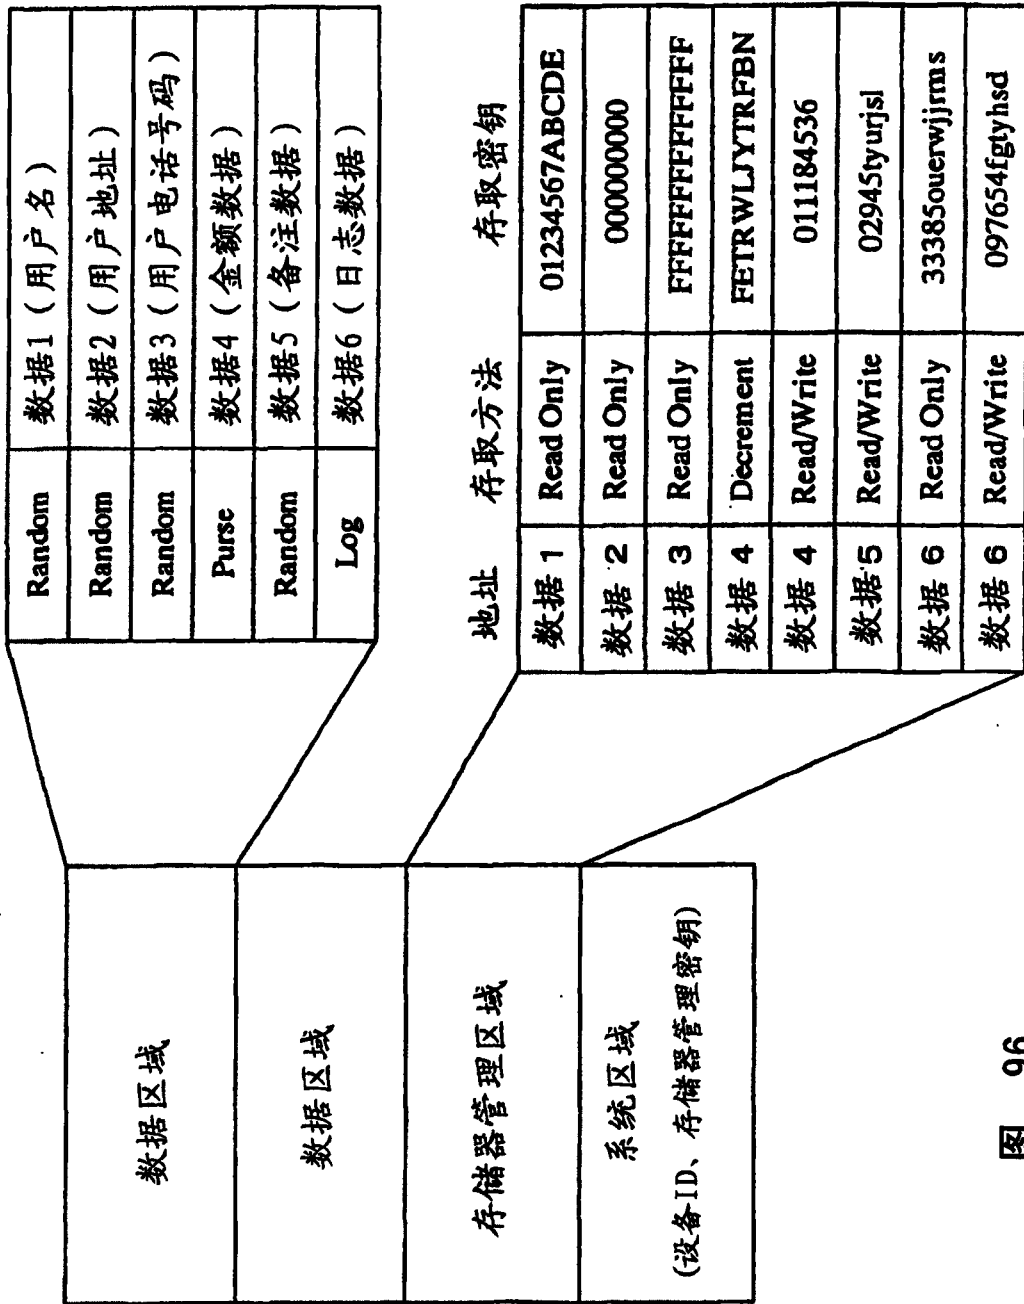 数据区域
数据区域
存储器管理区域
系统区域
(设备ID、存储器管理密钥)
Random 数据1（用户名）
Random 数据2（用户地址）
Random 数据3（用户电话号码）
Purse 数据4（金额数据）
Random 数据5（备注数据）
Log 数据6（日志数据）
地址 存取方法 存取密钥
数据 1 Read Only 01234567ABCDE
数据 2 Read Only 0000000000
数据 3 Read Only FFFFFFFFFFFFFF
数据 4 Decrement FETRWLJYTRFBN
数据 4 Read/Write 0111184536
数据 5 Read/Write 02945tyurjsl
数据 6 Read Only 33385ouerwjjrms
数据 6 Read/Write 097654fgtyhsd
图 96